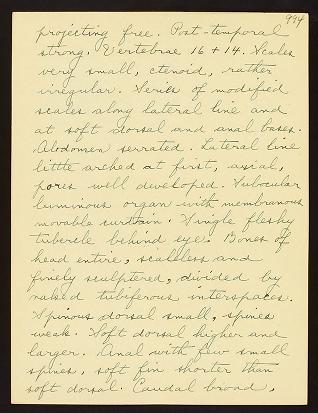 994
projecting free. Post-temporal
strong. Vertebrae 16 + 14. Scales
very small, ctenoid, rather
irregular. Series of modified
scales along lateral line and
at soft dorsal and anal bases.
Abdomen serrated. Lateral line
little arched at first, axial,
pores well developed. Subocular
luminous organ with membranous
movable curtain. Single fleshy
tubercle behind eye. Bones of
head entire, scaleless and
finely sculptered, divided by
naked tubiferous interspaces.
Spinous dorsal small, spines
weak. Soft dorsal higher and
larger. Anal with few small
spines, soft fin shorter than
soft dorsal. Caudal broad,